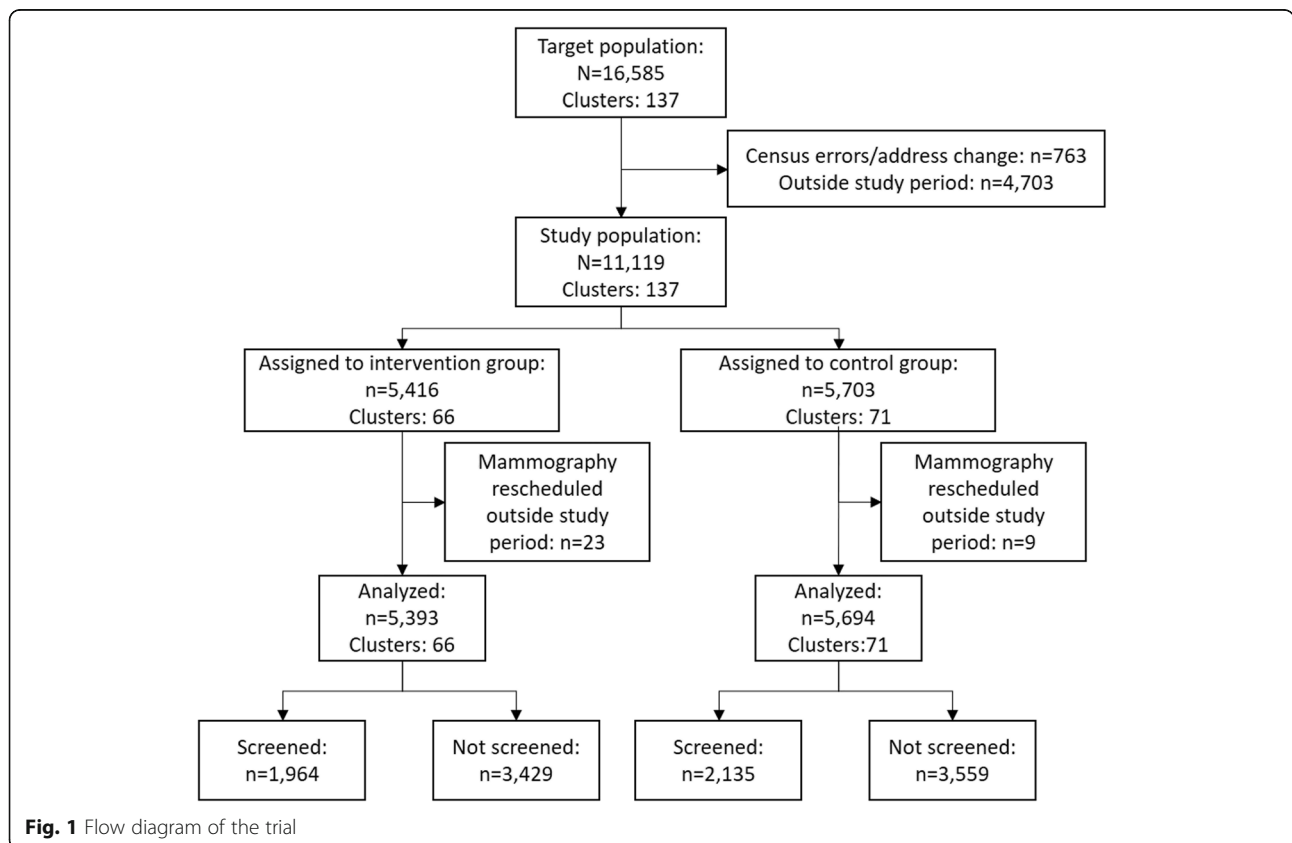 Target population:
N=16,585
Clusters: 137
Census errors/address change: n=763
Outside study period: n=4,703
Study population:
N=11,119
Clusters: 137
Assigned to intervention group:
n=5,416
Clusters: 66
Assigned to control group:
n=5,703
Clusters: 71
Mammography
rescheduled
outside study
period: n=23
Mammography
rescheduled
outside study
period: n=9
Analyzed:
n=5,393
Clusters: 66
Analyzed:
n=5,694
Clusters:71
Screened:
n=1,964
Not screened:
n=3,429
Screened:
n=2,135
Not screened:
n=3,559
Fig. 1 Flow diagram of the trial